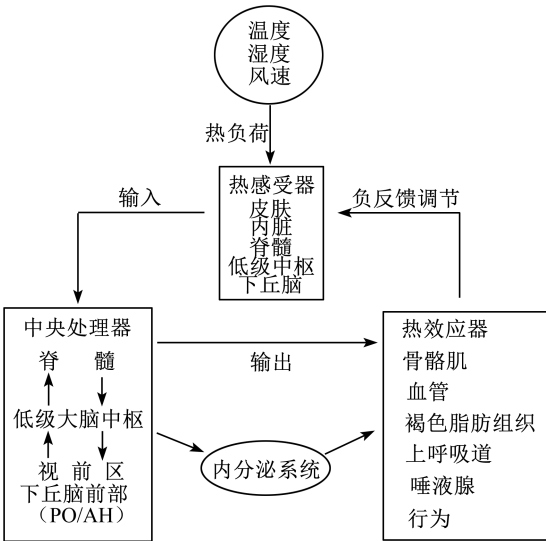 温度
湿度
风速
热负荷
热感受器
皮肤
内脏
脊髓
低级中枢
下丘脑
输入
负反馈调节
中央处理器
脊 髓
低级大脑中枢
视 前 区
下丘脑前部
（PO/AH）
输出
内分泌系统
热效应器
骨骼肌
血管
褐色脂肪组织
上呼吸道
唾液腺
行为